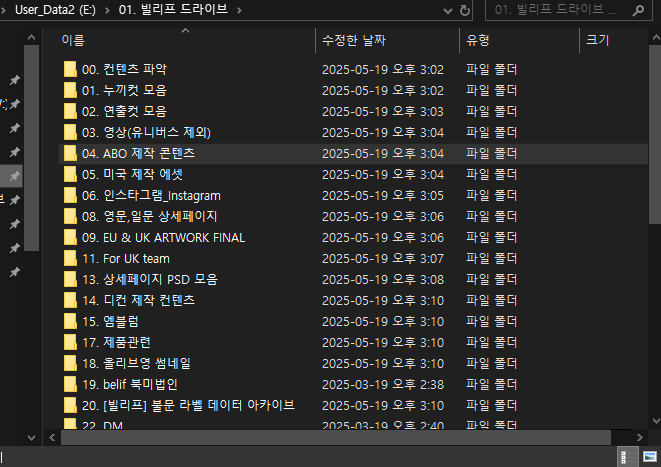 User_Data2 (E:) > 01. 빌리프 드라이브 >
01. 빌리프 드라이브 ...
이름 수정한 날짜 유형 크기
00. 컨텐츠 파악 2025-05-19 오후 3:02 파일 폴더
01. 누끼컷 모음 2025-05-19 오후 3:02 파일 폴더
02. 연출컷 모음 2025-05-19 오후 3:03 파일 폴더
03. 영상(유니버스 제외) 2025-05-19 오후 3:04 파일 폴더
04. ABO 제작 콘텐츠 2025-05-19 오후 3:04 파일 폴더
05. 미국 제작 에셋 2025-05-19 오후 3:04 파일 폴더
06. 인스타그램_Instagram 2025-05-19 오후 3:05 파일 폴더
08. 영문,일문 상세페이지 2025-05-19 오후 3:06 파일 폴더
09. EU & UK ARTWORK FINAL 2025-05-19 오후 3:06 파일 폴더
11. For UK team 2025-05-19 오후 3:07 파일 폴더
13. 상세페이지 PSD 모음 2025-05-19 오후 3:08 파일 폴더
14. 디컨 제작 컨텐츠 2025-05-19 오후 3:10 파일 폴더
15. 엠블럼 2025-05-19 오후 3:10 파일 폴더
17. 제품관련 2025-05-19 오후 3:10 파일 폴더
18. 올리브영 썸네일 2025-05-19 오후 3:10 파일 폴더
19. belif 북미법인 2025-03-19 오후 2:38 파일 폴더
20. [빌리프] 불문 라벨 데이터 아카이브 2025-05-19 오후 3:10 파일 폴더
22. DM 2025-03-19 오후 2:40 파일 폴더